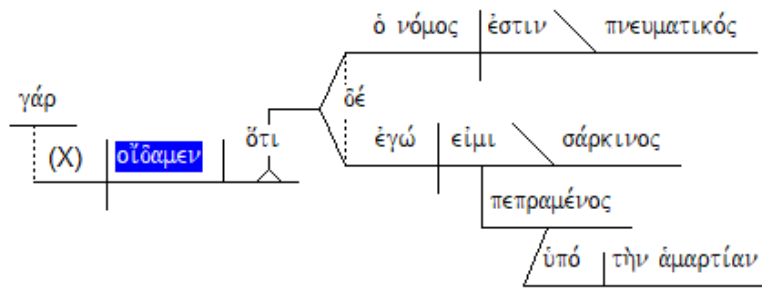 ὁ νόμος ἐστιν πνευματικός
γάρ
δέ
(X) οἴδαμεν ὅτι
ἐγώ εἰμι σάρκινος
πεπραμένος
ὑπό τὴν ἁμαρτίαν